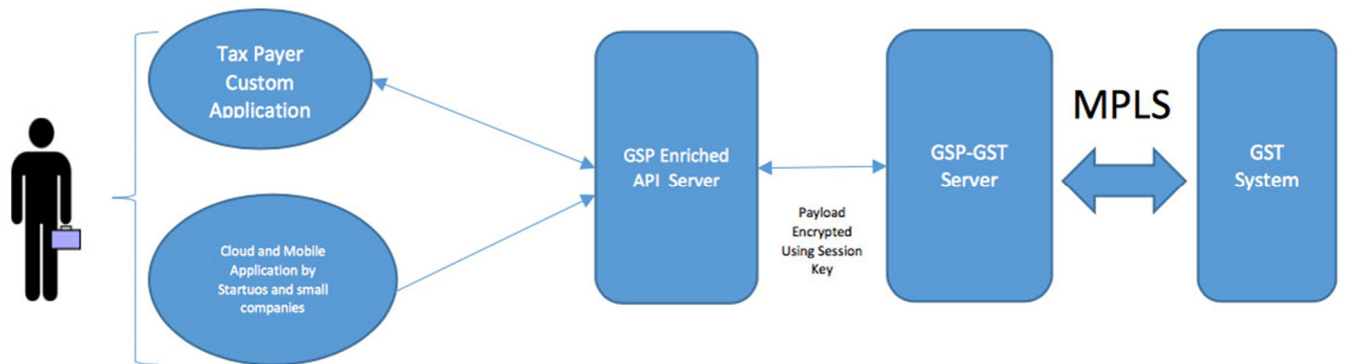 Tax Payer
Custom
Application
Cloud and Mobile
Application by
Startuos and small
companies
GSP Enriched
API Server
Payload
Encrypted
Using Session
Key
GSP-GST
Server
MPLS
GST
System